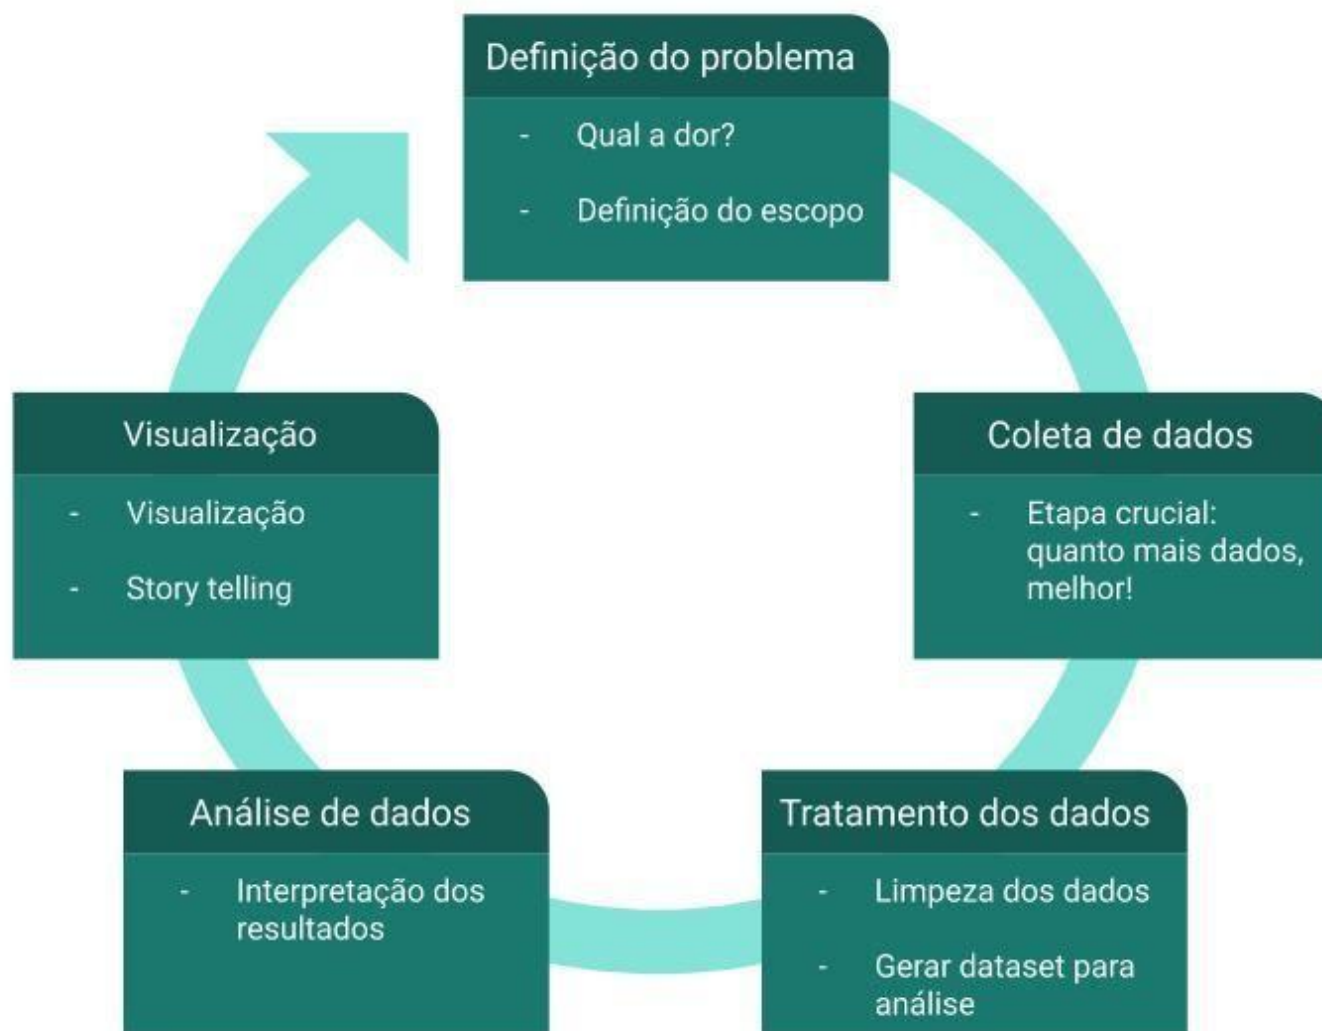 Definição do problema
- Qual a dor?
- Definição do escopo
Coleta de dados
- Etapa crucial:
quanto mais dados,
melhor!
Tratamento dos dados
- Limpeza dos dados
- Gerar dataset para
análise
Análise de dados
- Interpretação dos
resultados
Visualização
- Visualização
- Story telling